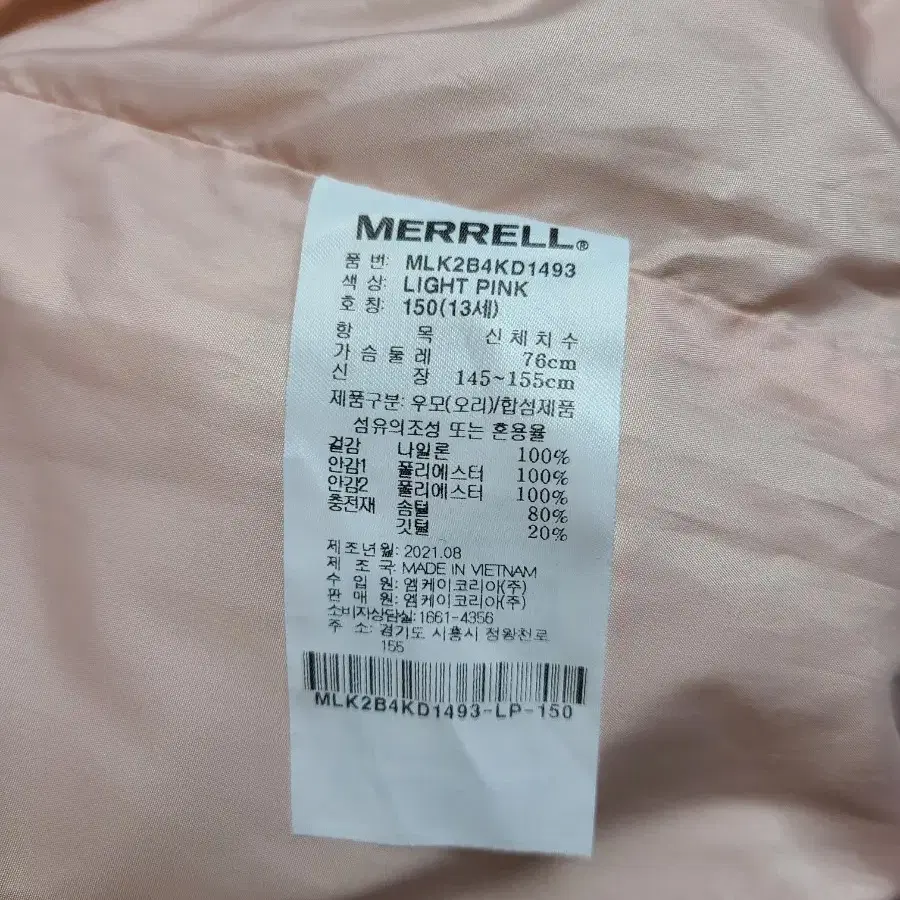 MERRELL®
품 번: MLK2B4KD1493
색 상: LIGHT PINK
호 칭: 150(13세)
항 목 신체치수
가슴둘레 76cm
신 장 145~155cm
제품구분: 우모(오리)/합성제품
섬유의조성 또는 혼용율
겉감 나일론 100%
안감1 폴리에스터 100%
안감2 폴리에스터 100%
충전재 솜털 80%
깃털 20%
제조년월: 2021.08
제 조 국: MADE IN VIETNAM
수 입 원: 엠케이코리아(주)
판 매 원: 엠케이코리아(주)
소비자상담실:1661-4356
주 소: 경기도 시흥시 정왕천로
155
MLK2B4KD1493-LP-150